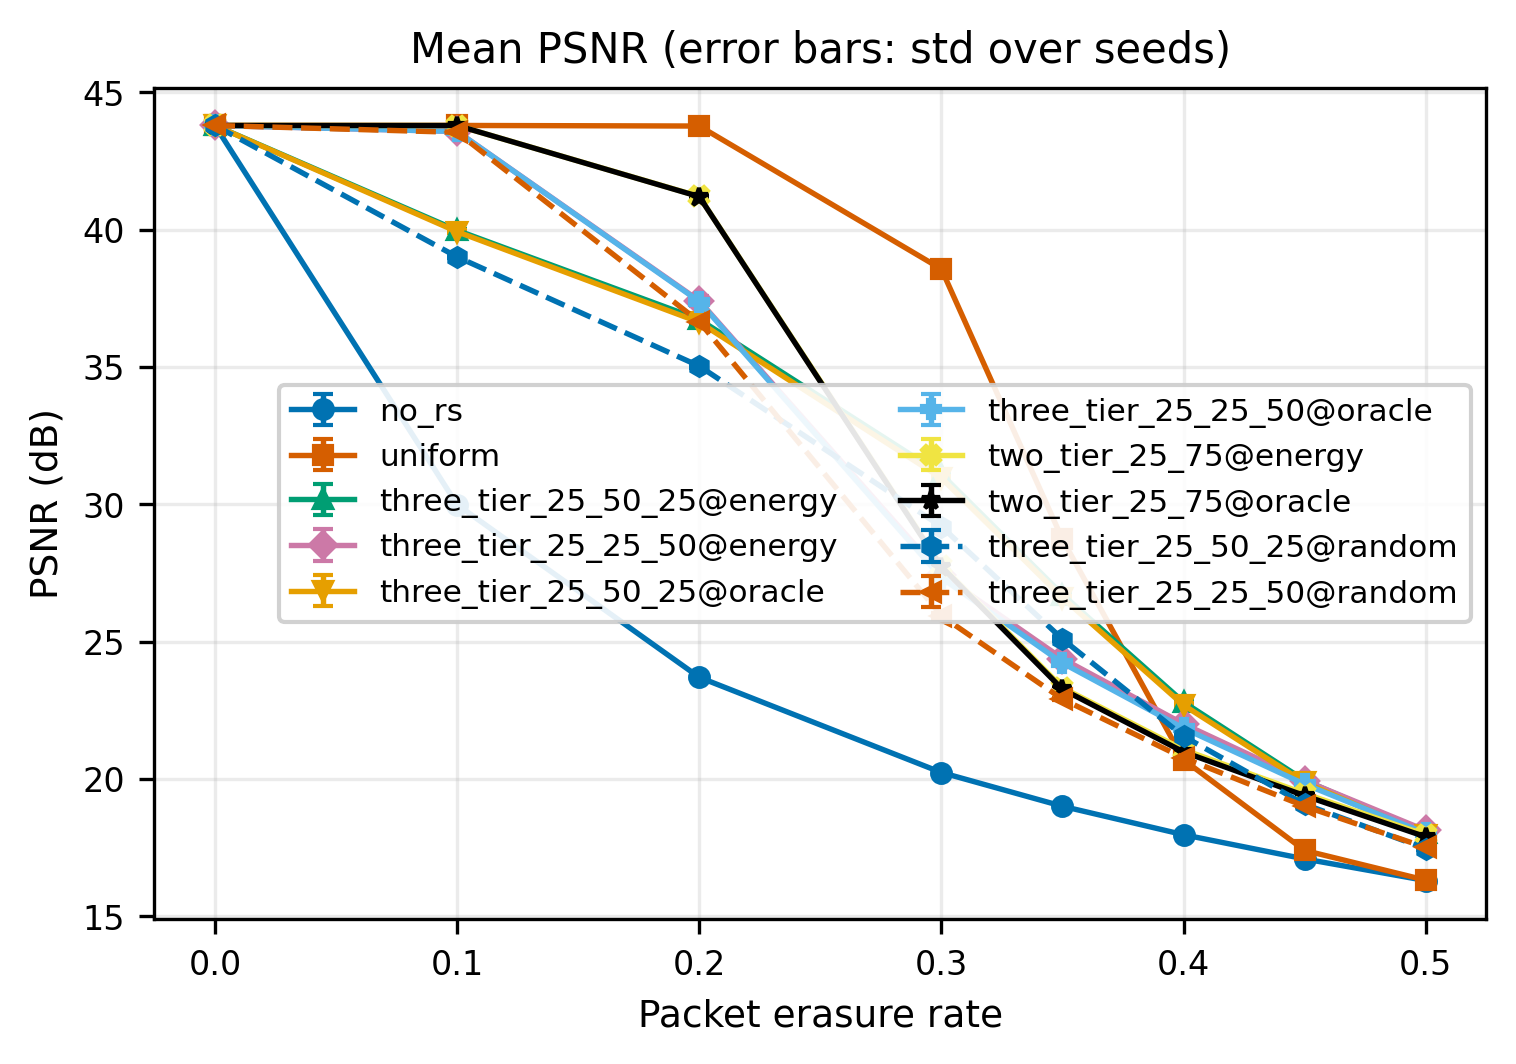 Mean PSNR (error bars: std over seeds)
45
40
35
30
25
20
15
PSNR (dB)
no_rs
uniform
three_tier_25_50_25@energy
three_tier_25_25_50@energy
three_tier_25_50_25@oracle
three_tier_25_25_50@oracle
two_tier_25_75@energy
two_tier_25_75@oracle
three_tier_25_50_25@random
three_tier_25_25_50@random
0.0 0.1 0.2 0.3 0.4 0.5
Packet erasure rate